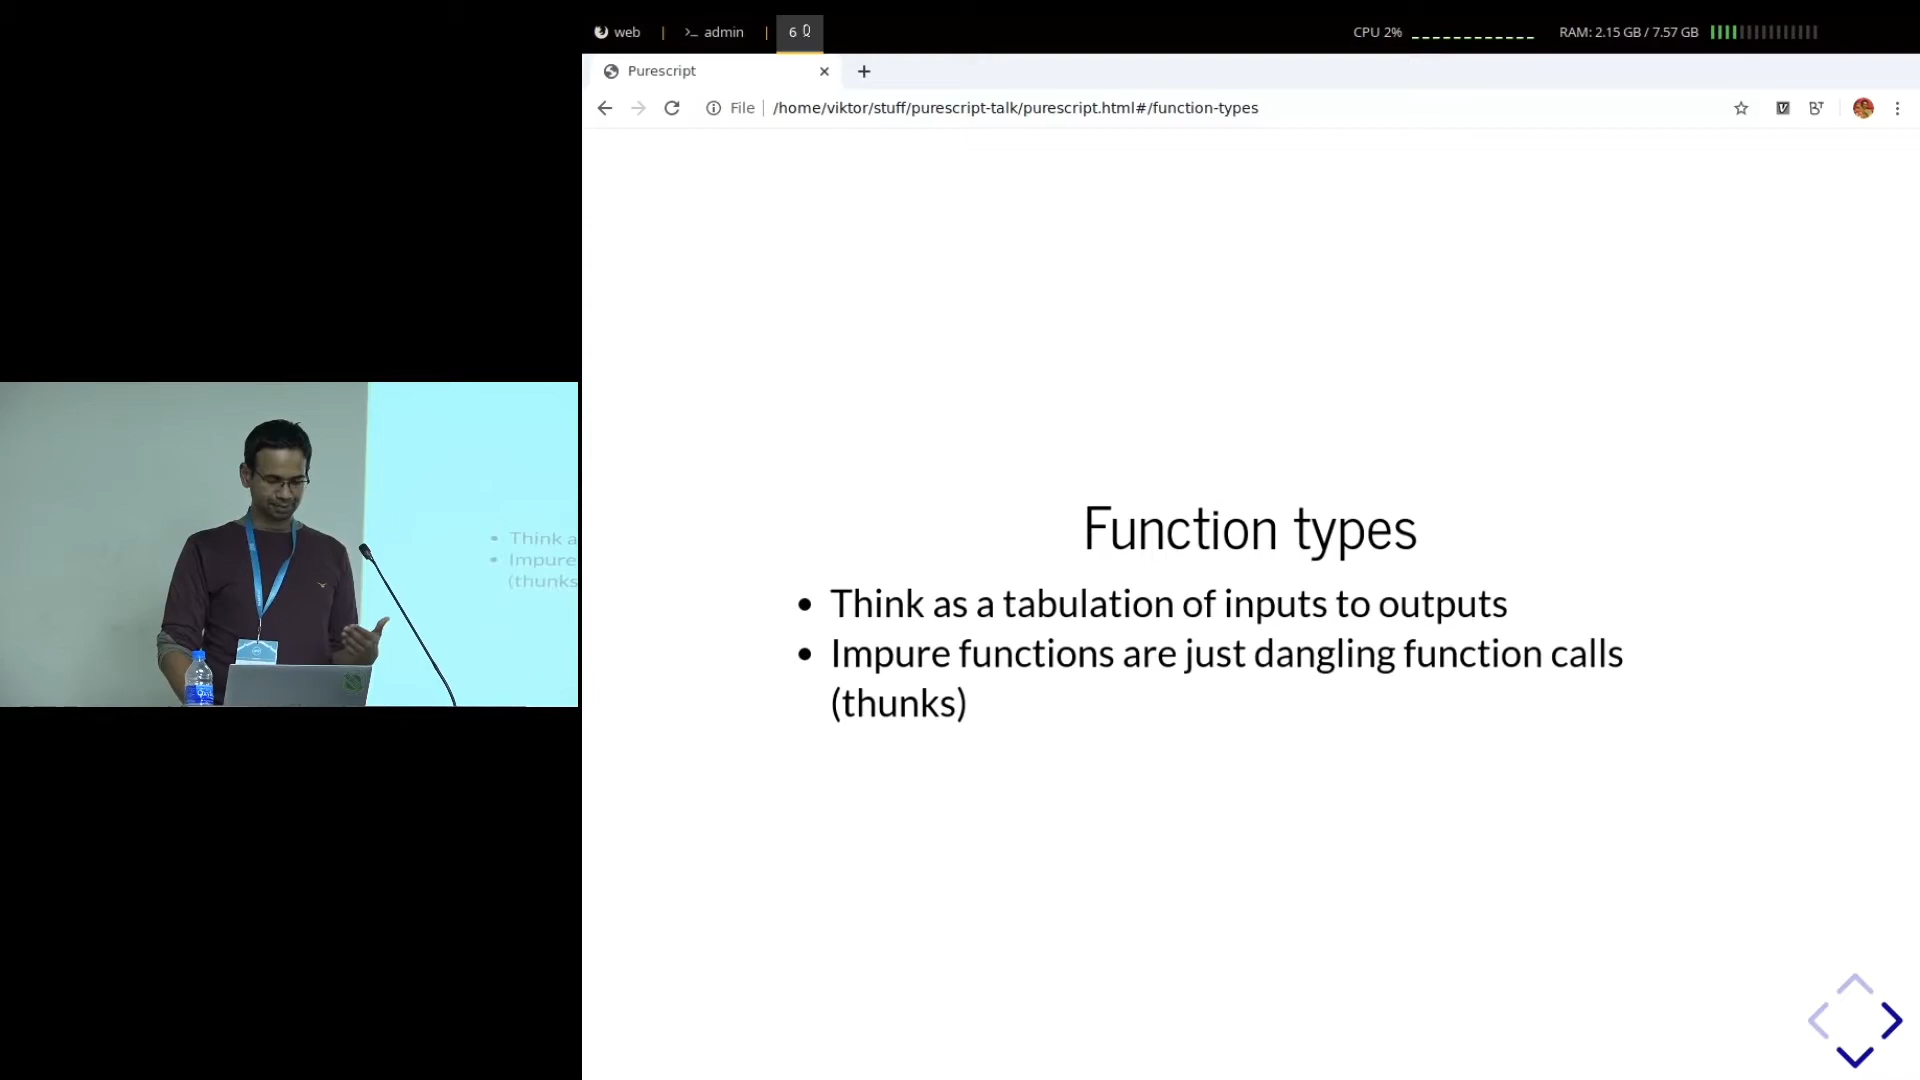 web | >_ admin | 6
CPU 2% RAM: 2.15 GB / 7.57 GB
Purescript
File /home/viktor/stuff/purescript-talk/purescript.html#/function-types
Function types
• Think as a tabulation of inputs to outputs
• Impure functions are just dangling function calls
(thunks)
• Think a
• Impure
(thunks